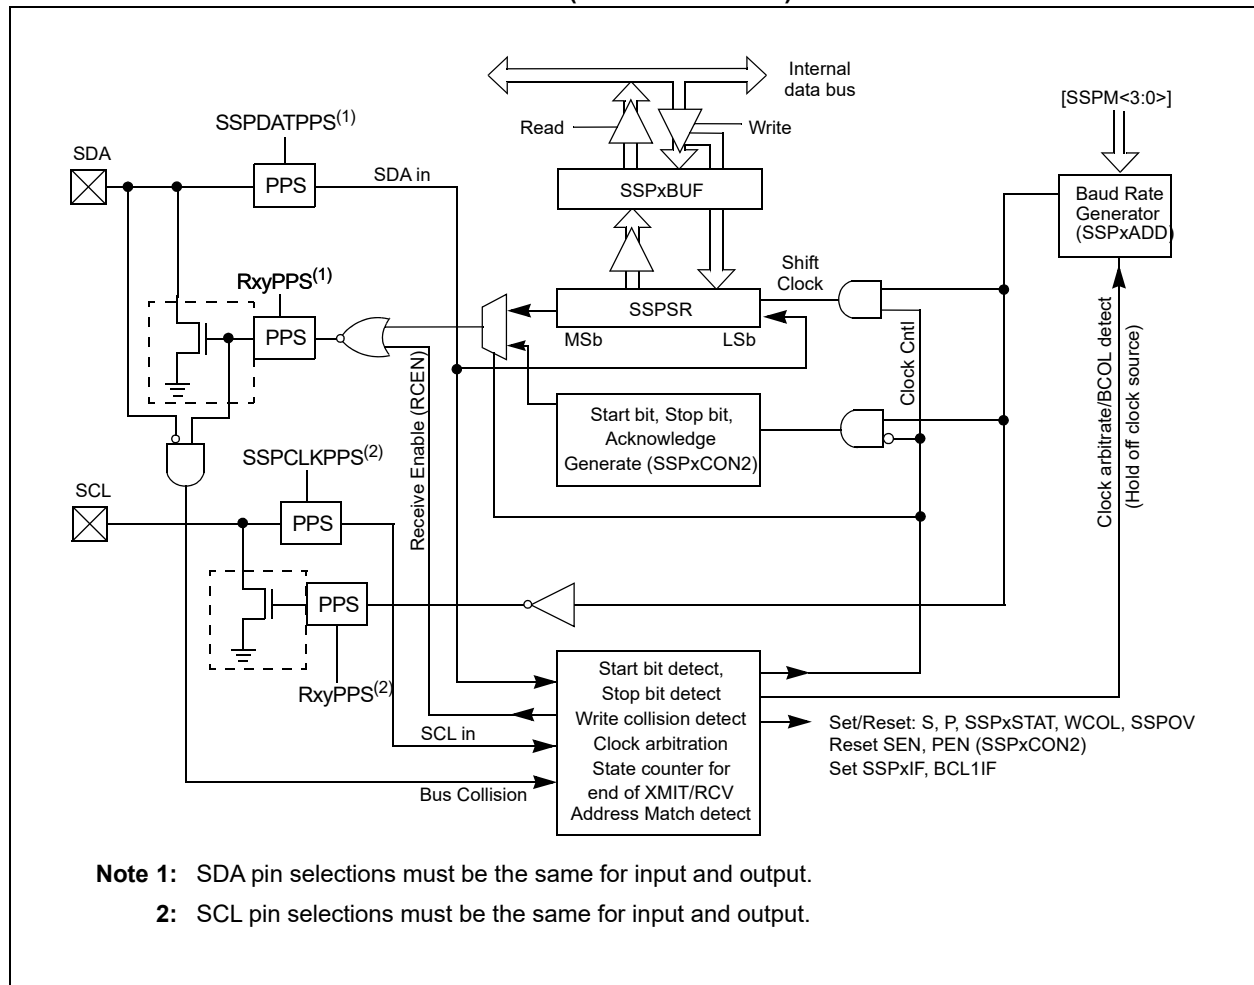 Internal
data bus
[SSPM<3:0>]
SSPDATPPS(1)
Read
Write
SDA
PPS
SDA in
SSPxBUF
Baud Rate
Generator
(SSPxADD)
RxyPPS(1)
Shift
Clock
PPS
SSPSR
MSb
LSb
Clock Cntl
Receive Enable (RCEN)
Clock arbitrate/BCOL detect
(Hold off clock source)
Start bit, Stop bit,
Acknowledge
Generate (SSPxCON2)
SSPCLKPPS(2)
SCL
PPS
PPS
RxyPPS(2)
SCL in
Bus Collision
Start bit detect,
Stop bit detect
Write collision detect
Clock arbitration
State counter for
end of XMIT/RCV
Address Match detect
Set/Reset: S, P, SSPxSTAT, WCOL, SSPOV
Reset SEN, PEN (SSPxCON2)
Set SSPxIF, BCL1IF
Note 1: SDA pin selections must be the same for input and output.
2: SCL pin selections must be the same for input and output.